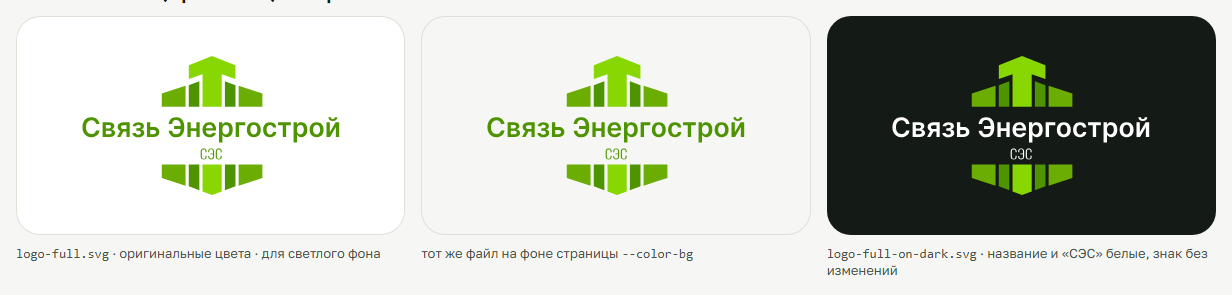 Связь Энергострой
СЭС
logo-full.svg · оригинальные цвета · для светлого фона
Связь Энергострой
СЭС
тот же файл на фоне страницы --color-bg
Связь Энергострой
СЭС
logo-full-on-dark.svg · название и «СЭС» белые, знак без
изменений